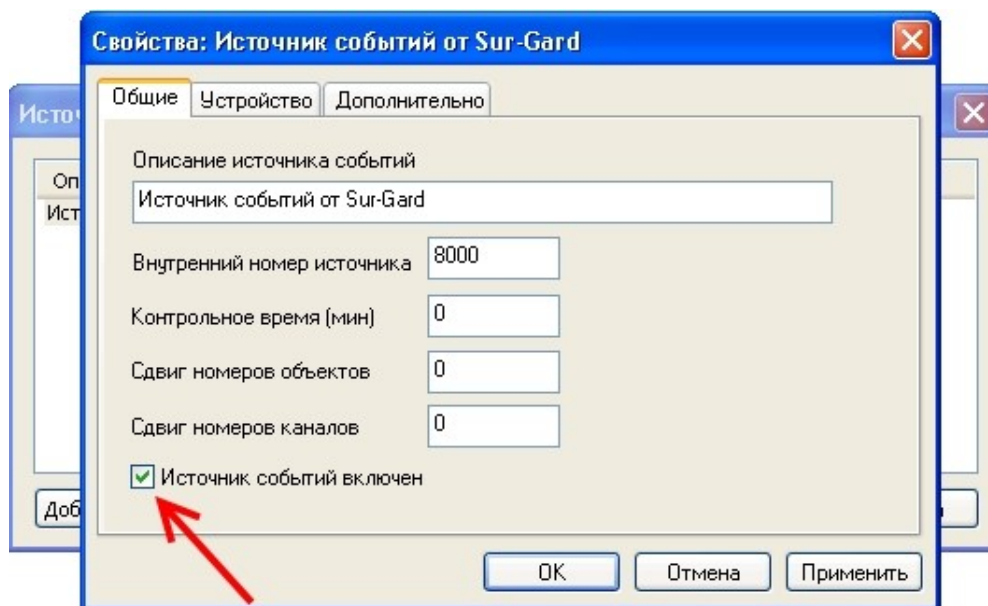 Свойства: Источник событий от Sur-Gard
Общие Устройство Дополнительно
Описание источника событий
Источник событий от Sur-Gard
Внутренний номер источника 8000
Контрольное время (мин) 0
Сдвиг номеров объектов 0
Сдвиг номеров каналов 0
Источник событий включен
OK Отмена Применить